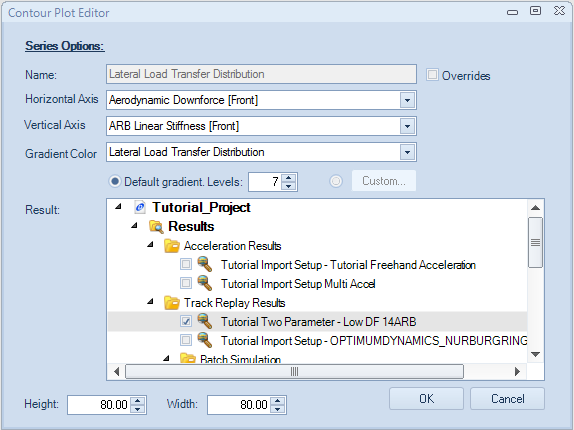 Contour Plot Editor
Series Options:
Name: Lateral Load Transfer Distribution Overrides
Horizontal Axis Aerodynamic Downforce [Front]
Vertical Axis ARB Linear Stiffness [Front]
Gradient Color Lateral Load Transfer Distribution
Default gradient. Levels: 7 Custom...
Result: Tutorial_Project
Results
Acceleration Results
Tutorial Import Setup - Tutorial Freehand Acceleration
Tutorial Import Setup Multi Accel
Track Replay Results
Tutorial Two Parameter - Low DF 14ARB
Tutorial Import Setup - OPTIMUMDYNAMICS_NURBURGRING
Batch Simulation
Height: 80.00 Width: 80.00 OK Cancel